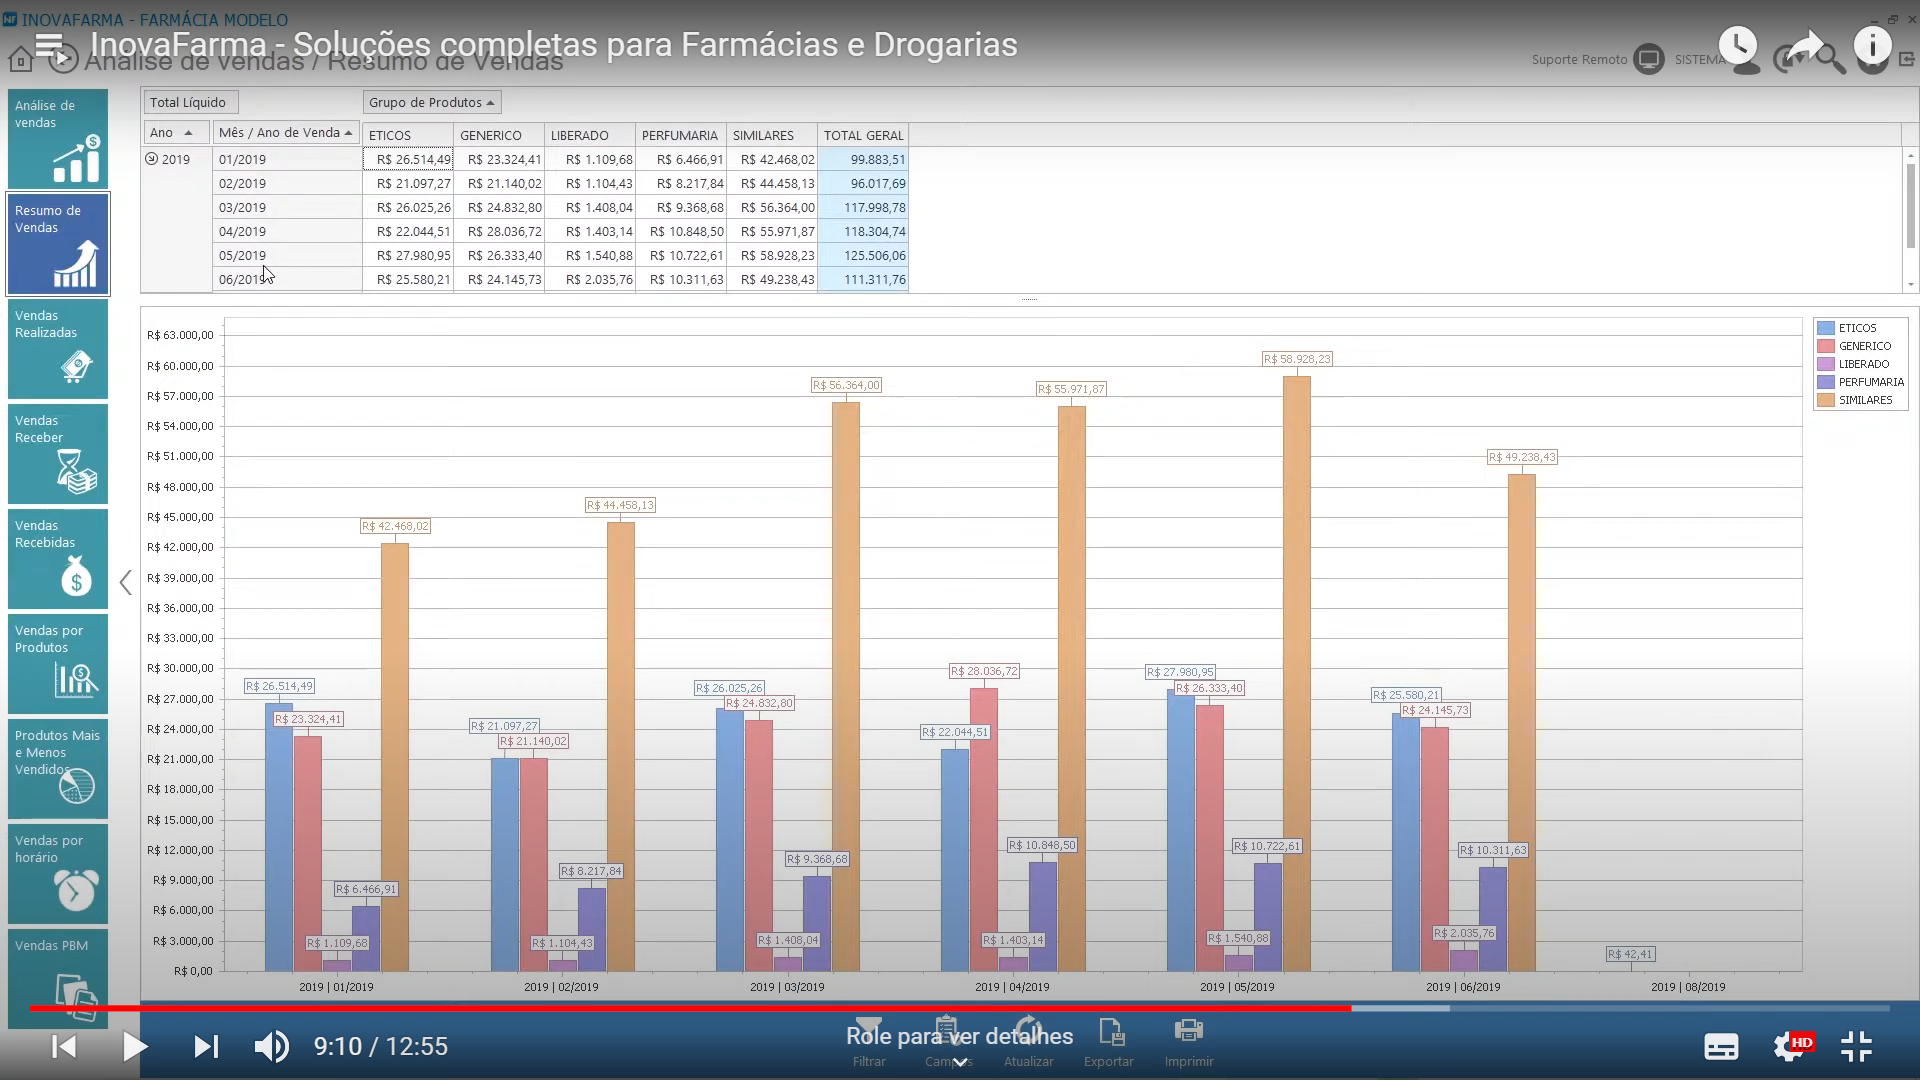 INOVAFARMA - FARMÁCIA MODELO
InovaFarma - Soluções completas para Farmácias e Drogarias
Análise de Vendas / Resumo de Vendas
Suporte Remoto
SISTEMA
Análise de
vendas
Resumo de
Vendas
Vendas
Realizadas
Vendas
Receber
Vendas
Recebidas
Vendas por
Produtos
Produtos Mais
e Menos
Vendidos
Vendas por
horário
Vendas PBM
Total Líquido Grupo de Produtos
Ano Mês / Ano de Venda ETICOS GENERICO LIBERADO PERFUMARIA SIMILARES TOTAL GERAL
2019 01/2019 R$ 26.514,49 R$ 23.324,41 R$ 1.109,68 R$ 6.466,91 R$ 42.468,02 99.883,51
02/2019 R$ 21.097,27 R$ 21.140,02 R$ 1.104,43 R$ 8.217,84 R$ 44.458,13 96.017,69
03/2019 R$ 26.025,26 R$ 24.832,80 R$ 1.408,04 R$ 9.368,68 R$ 56.364,00 117.998,78
04/2019 R$ 22.044,51 R$ 28.036,72 R$ 1.403,14 R$ 10.848,50 R$ 55.971,87 118.304,74
05/2019 R$ 27.980,95 R$ 26.333,40 R$ 1.540,88 R$ 10.722,61 R$ 58.928,23 125.506,06
06/2019 R$ 25.580,21 R$ 24.145,73 R$ 2.035,76 R$ 10.311,63 R$ 49.238,43 111.311,76
R$ 63.000,00
R$ 60.000,00
R$ 57.000,00
R$ 54.000,00
R$ 51.000,00
R$ 48.000,00
R$ 45.000,00
R$ 42.000,00
R$ 39.000,00
R$ 36.000,00
R$ 33.000,00
R$ 30.000,00
R$ 27.000,00
R$ 24.000,00
R$ 21.000,00
R$ 18.000,00
R$ 15.000,00
R$ 12.000,00
R$ 9.000,00
R$ 6.000,00
R$ 3.000,00
R$ 0,00
R$ 26.514,49
R$ 23.324,41
R$ 1.109,68
R$ 6.466,91
R$ 42.468,02
R$ 21.097,27
R$ 21.140,02
R$ 1.104,43
R$ 8.217,84
R$ 44.458,13
R$ 26.025,26
R$ 24.832,80
R$ 1.408,04
R$ 9.368,68
R$ 56.364,00
R$ 22.044,51
R$ 28.036,72
R$ 1.403,14
R$ 10.848,50
R$ 55.971,87
R$ 27.980,95
R$ 26.333,40
R$ 1.540,88
R$ 10.722,61
R$ 58.928,23
R$ 25.580,21
R$ 24.145,73
R$ 2.035,76
R$ 10.311,63
R$ 49.238,43
R$ 42,41
2019 | 01/2019 2019 | 02/2019 2019 | 03/2019 2019 | 04/2019 2019 | 05/2019 2019 | 06/2019 2019 | 08/2019
ETICOS
GENERICO
LIBERADO
PERFUMARIA
SIMILARES
9:10 / 12:55
Role para ver detalhes
HD
Filtrar Campos Atualizar Exportar Imprimir